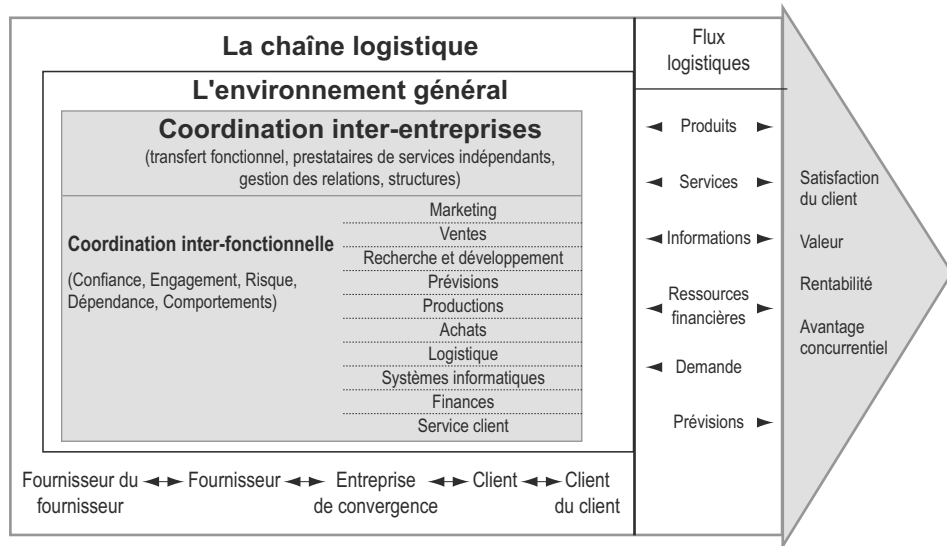 La chaîne logistique
L'environnement général
Coordination inter-entreprises
(transfert fonctionnel, prestataires de services indépendants,
gestion des relations, structures)
Coordination inter-fonctionnelle
(Confiance, Engagement, Risque,
Dépendance, Comportements)
Marketing
Ventes
Recherche et développement
Prévisions
Productions
Achats
Logistique
Systèmes informatiques
Finances
Service client
Fournisseur du
fournisseur
Fournisseur
Entreprise
de convergence
Client
Client
du client
Flux
logistiques
Produits
Services
Informations
Ressources
financières
Demande
Prévisions
Satisfaction
du client
Valeur
Rentabilité
Avantage
concurrentiel